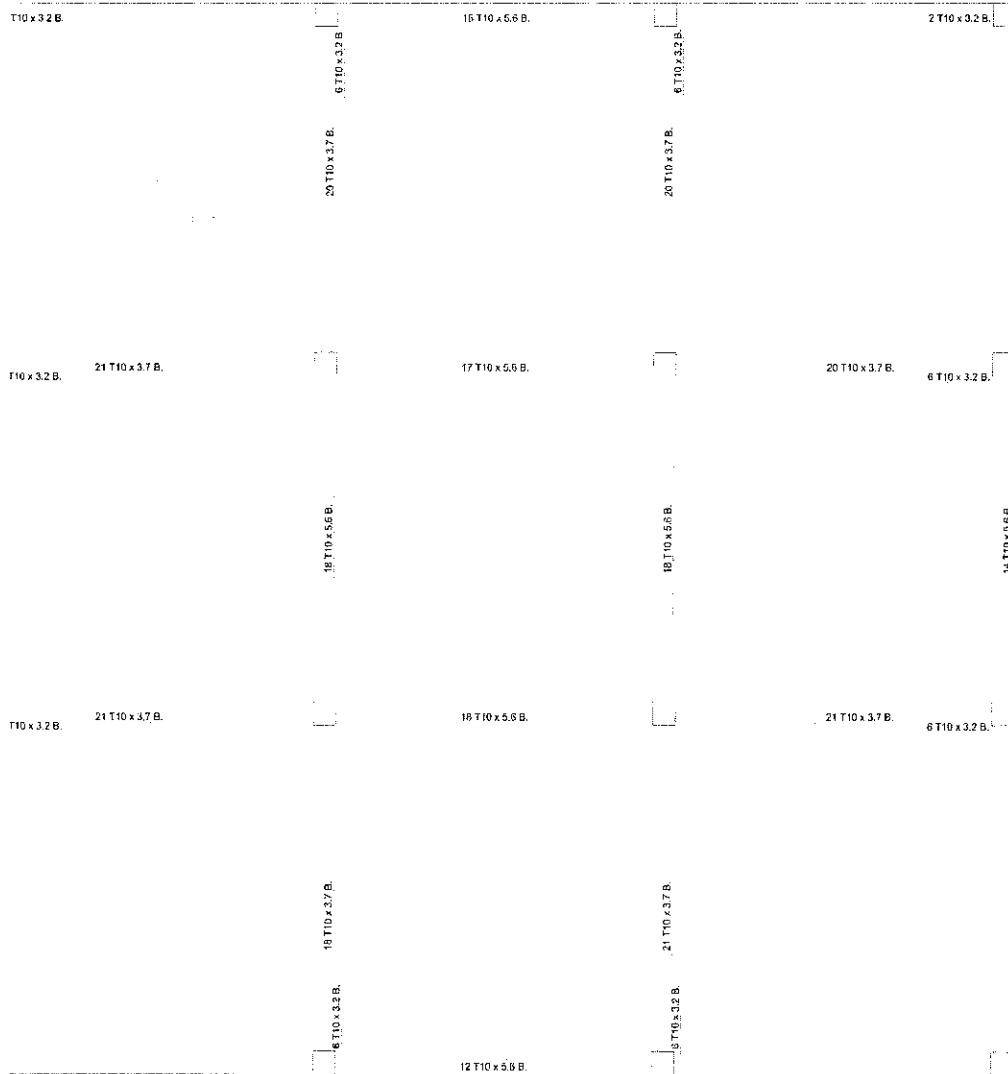 T10 x 3.2 B.
16 T10 x 5.6 B.
2 T10 x 3.2 B.
6 T10 x 3.2 B.
6 T10 x 3.2 B.
20 T10 x 3.7 B.
20 T10 x 3.7 B.
T10 x 3.2 B.
21 T10 x 3.7 B.
17 T10 x 5.6 B.
20 T10 x 3.7 B.
6 T10 x 3.2 B.
18 T10 x 5.6 B.
18 T10 x 5.6 B.
14 T10 x 5.6 B.
T10 x 3.2 B.
21 T10 x 3.7 B.
18 T10 x 5.6 B.
21 T10 x 3.7 B.
6 T10 x 3.2 B.
18 T10 x 3.7 B.
21 T10 x 3.7 B.
6 T10 x 3.2 B.
6 T10 x 3.2 B.
12 T10 x 5.6 B.